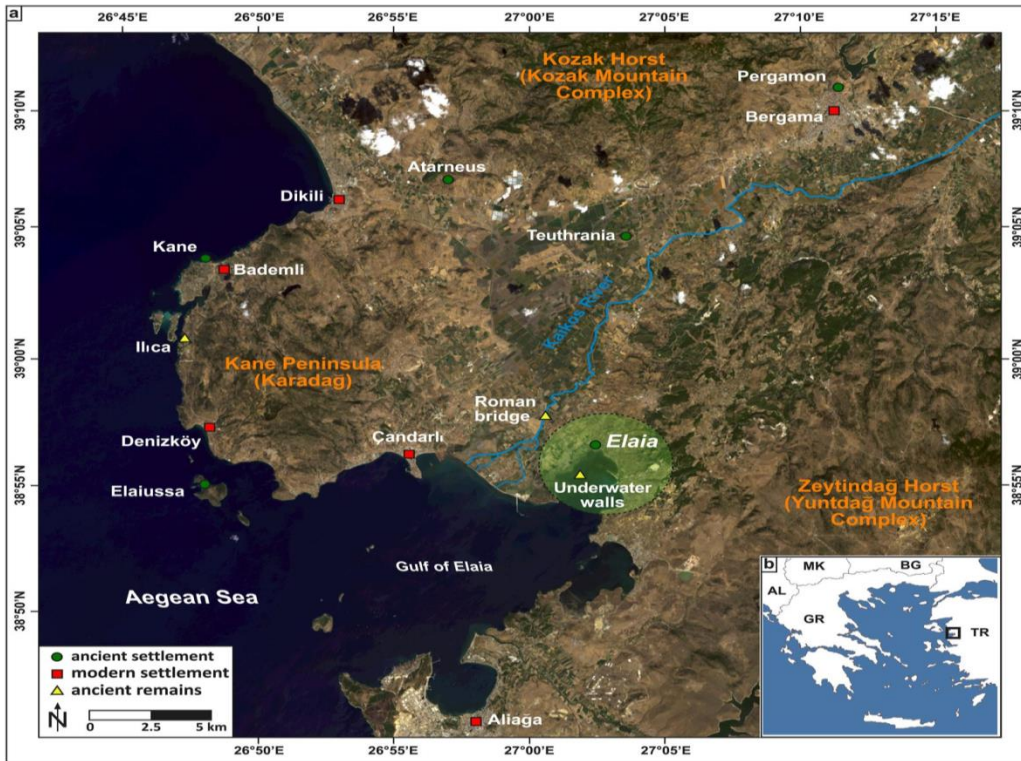 a
26°45'E
26°50'E
26°55'E
27°00'E
27°05'E
27°10'E
27°15'E
39°10'N
39°05'N
39°00'N
38°55'N
38°50'N
Kozak Horst
(Kozak Mountain
Complex)
Pergamon
Bergama
Atarneus
Dikili
Teuthrania
Kane
Bademli
Kaikos River
Ilıca
Kane Peninsula
(Karadağ)
Roman
bridge
Denizköy
Çandarlı
Elaia
Elaiussa
Underwater
walls
Zeytindağ Horst
(Yuntdağ Mountain
Complex)
Gulf of Elaia
Aegean Sea
ancient settlement
modern settlement
ancient remains
N
0 2.5 5 km
Aliağa
b
MK
BG
AL
GR
TR
39°10'N
39°05'N
39°00'N
38°55'N
38°50'N
26°50'E
26°55'E
27°00'E
27°05'E